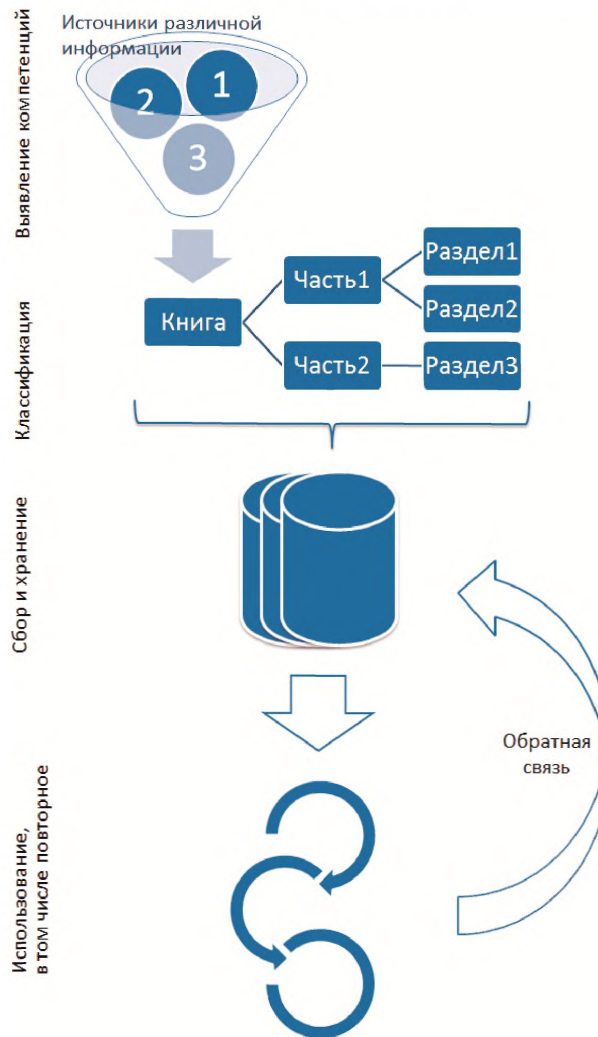 Источники различной
информации
Выявление компетенций
1
2
3
Классификация
Книга
Часть1
Часть2
Раздел1
Раздел2
Раздел3
Сбор и хранение
Обратная
связь
Использование,
в том числе повторное